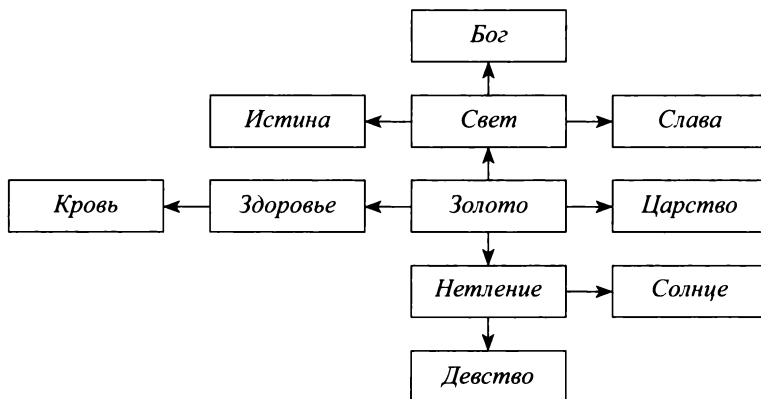 Бог
Истина
Свет
Слава
Кровь
Здоровье
Золото
Царство
Нетление
Солнце
Девство